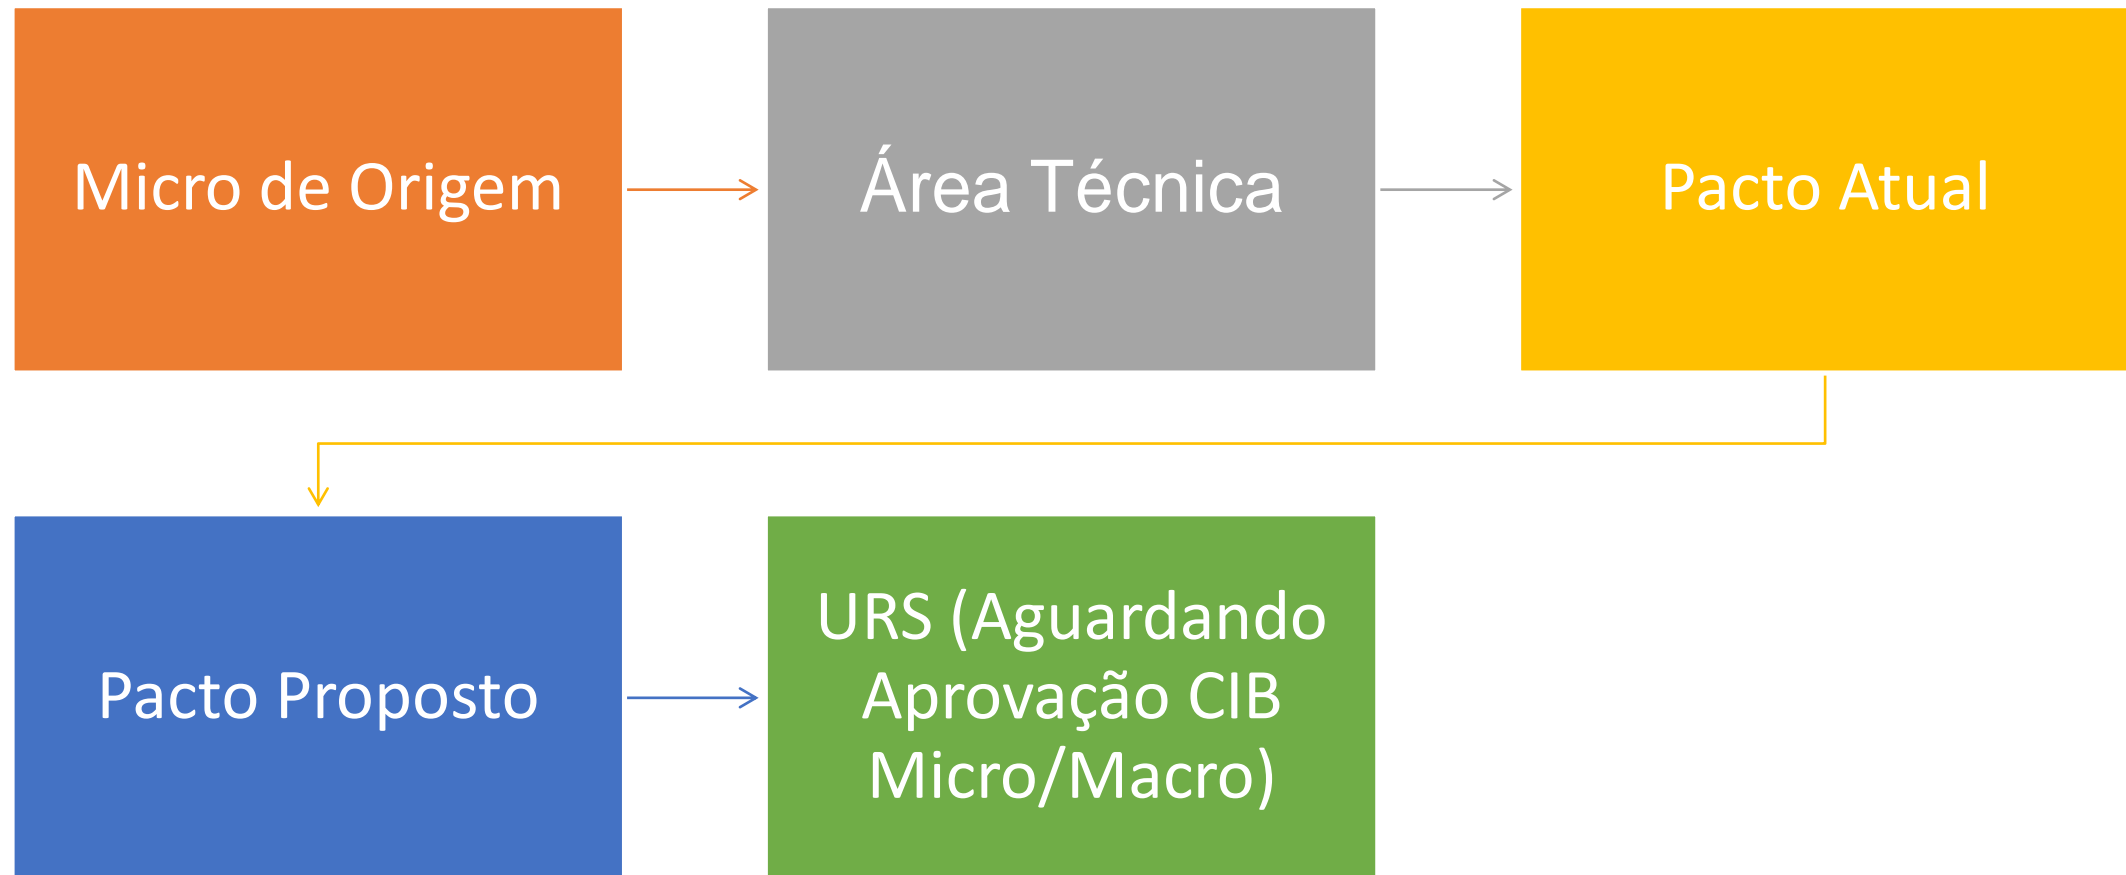 Micro de Origem
Área Técnica
Pacto Atual
Pacto Proposto
URS (Aguardando
Aprovação CIB
Micro/Macro)